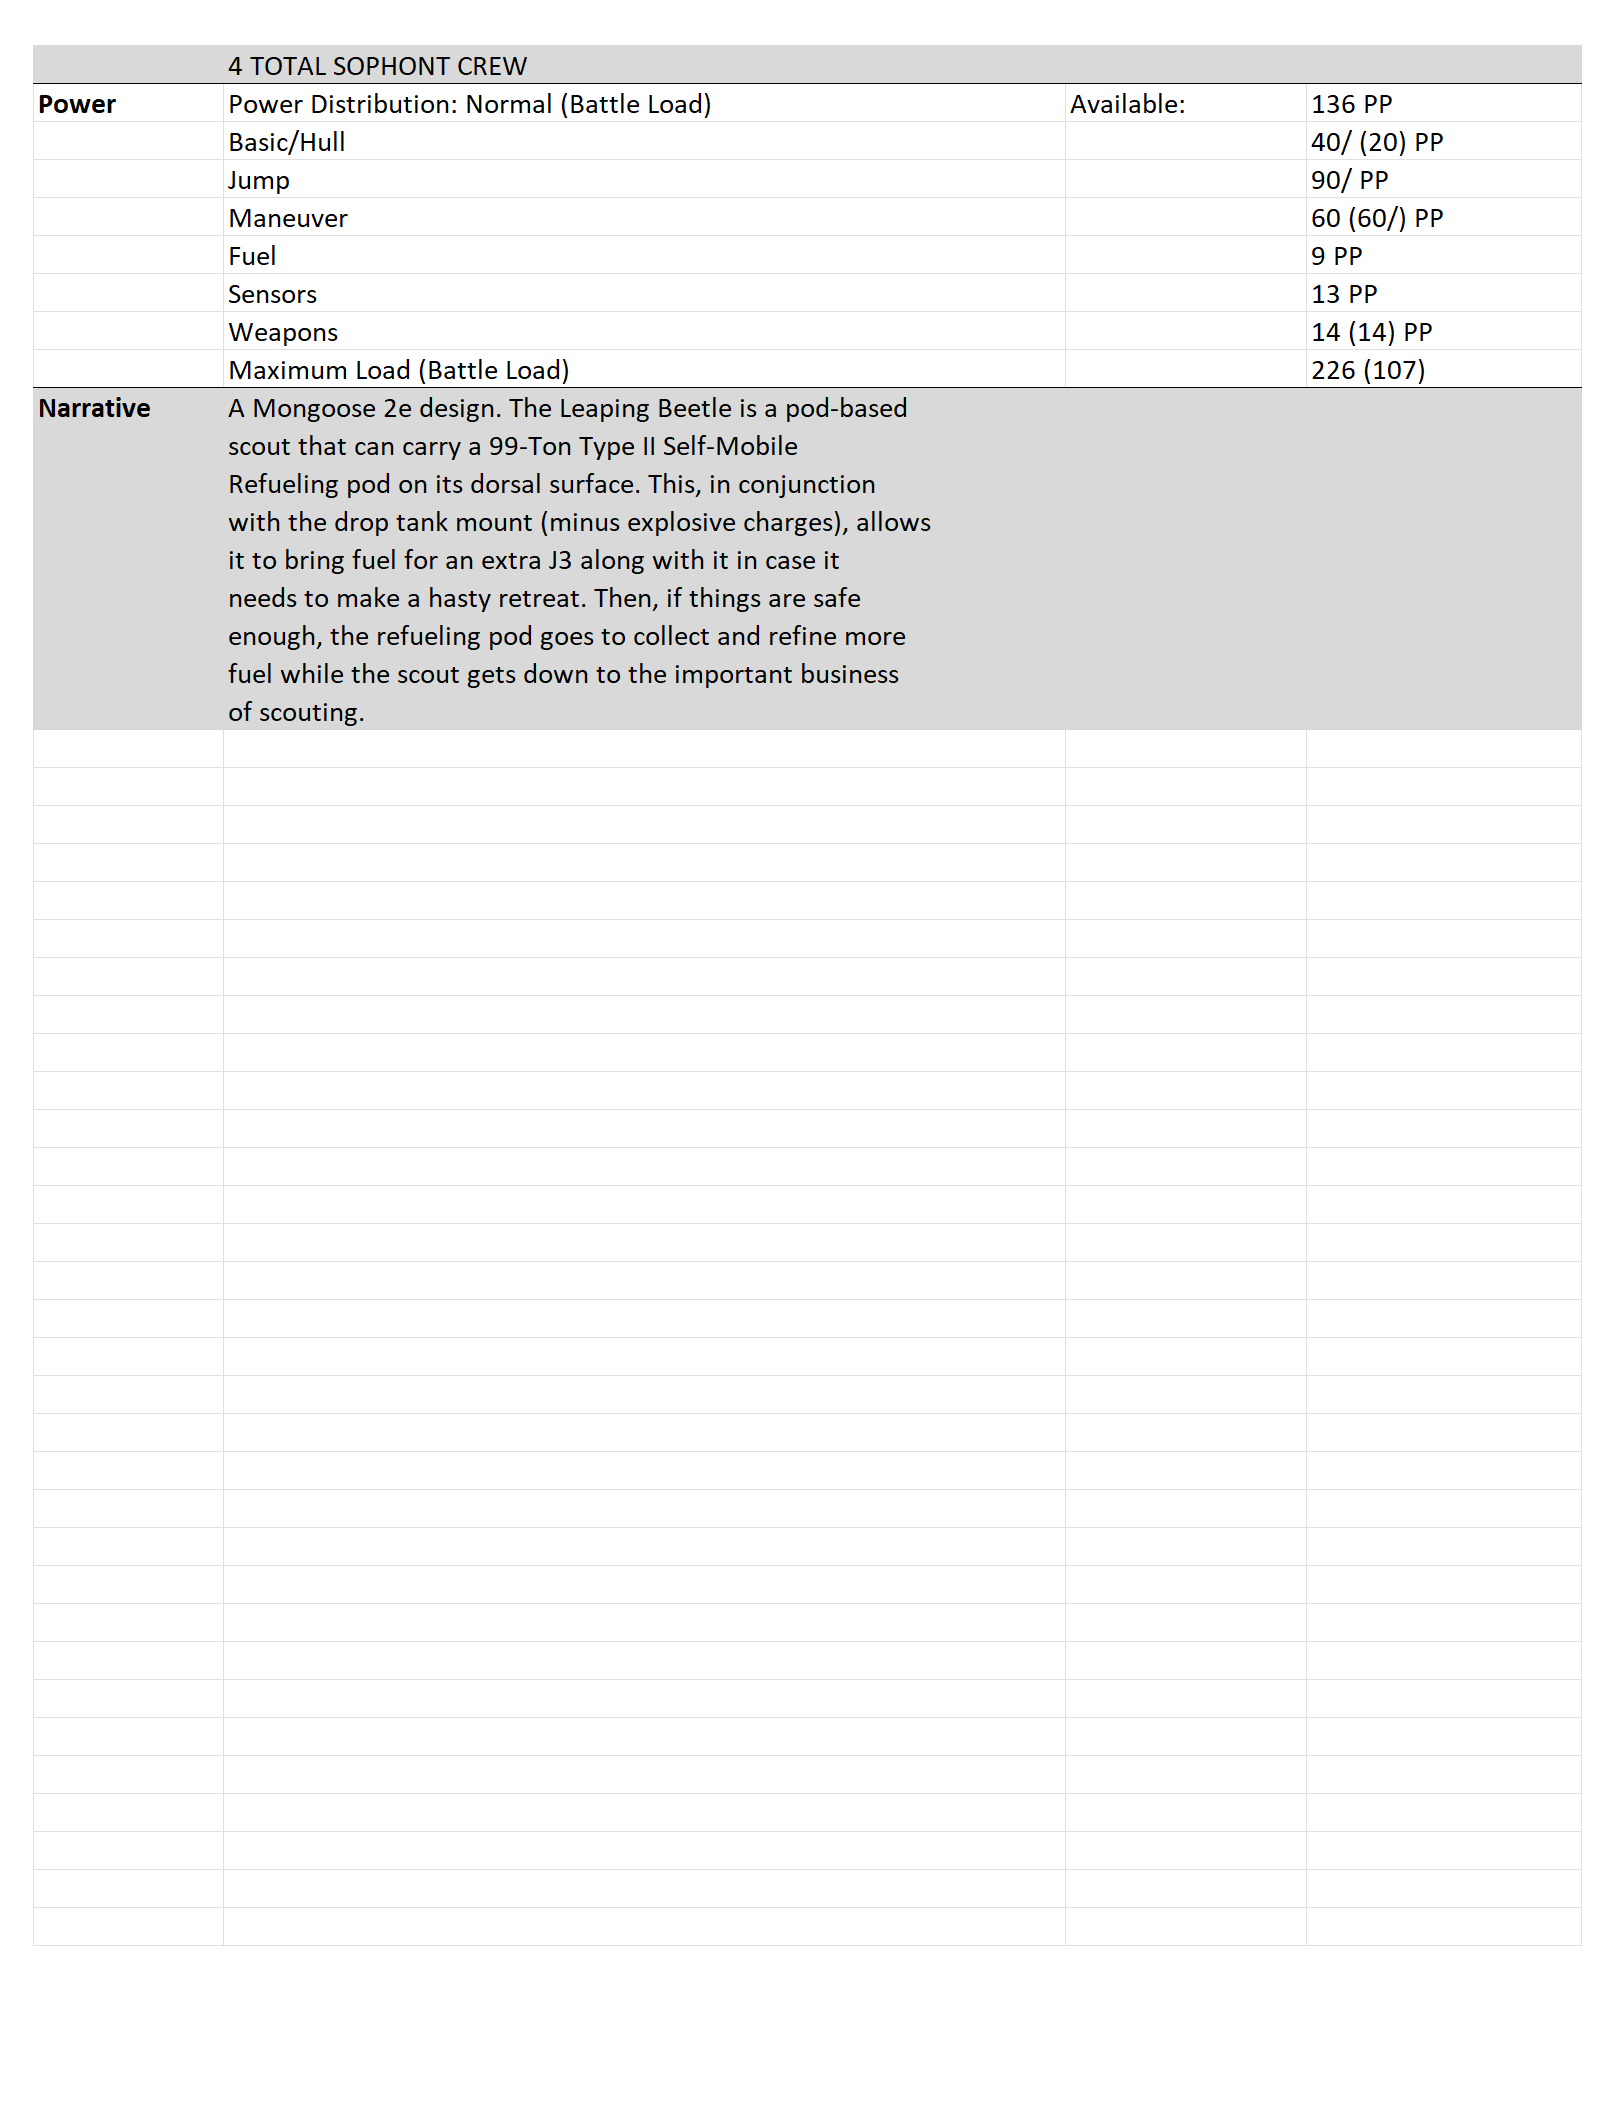 4 TOTAL SOPHONT CREW
Power Power Distribution: Normal (Battle Load) Available: 136 PP
Basic/Hull 40/ (20) PP
Jump 90/ PP
Maneuver 60 (60/) PP
Fuel 9 PP
Sensors 13 PP
Weapons 14 (14) PP
Maximum Load (Battle Load) 226 (107)
Narrative A Mongoose 2e design. The Leaping Beetle is a pod-based
scout that can carry a 99-Ton Type II Self-Mobile
Refueling pod on its dorsal surface. This, in conjunction
with the drop tank mount (minus explosive charges), allows
it to bring fuel for an extra J3 along with it in case it
needs to make a hasty retreat. Then, if things are safe
enough, the refueling pod goes to collect and refine more
fuel while the scout gets down to the important business
of scouting.